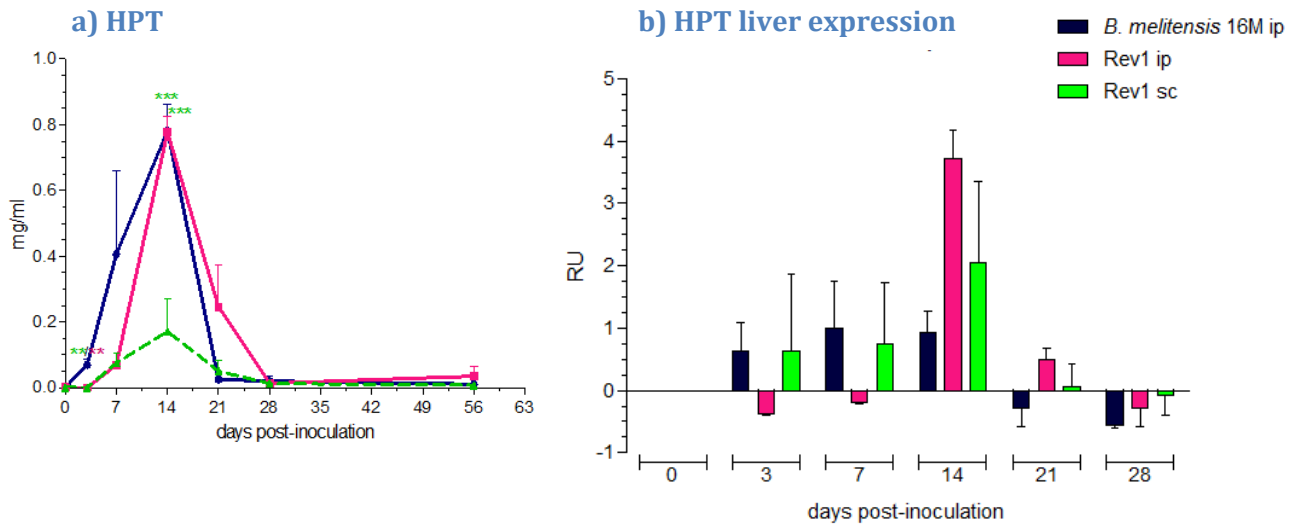 a) HPT
1.0
0.8
0.6
0.4
0.2
0.0
mg/ml
***
***
**/**
0 7 14 21 28 35 42 49 56 63
days post-inoculation
b) HPT liver expression
B. melitensis 16M ip
Rev1 ip
Rev1 sc
5
4
3
2
1
0
-1
RU
0 3 7 14 21 28
days post-inoculation